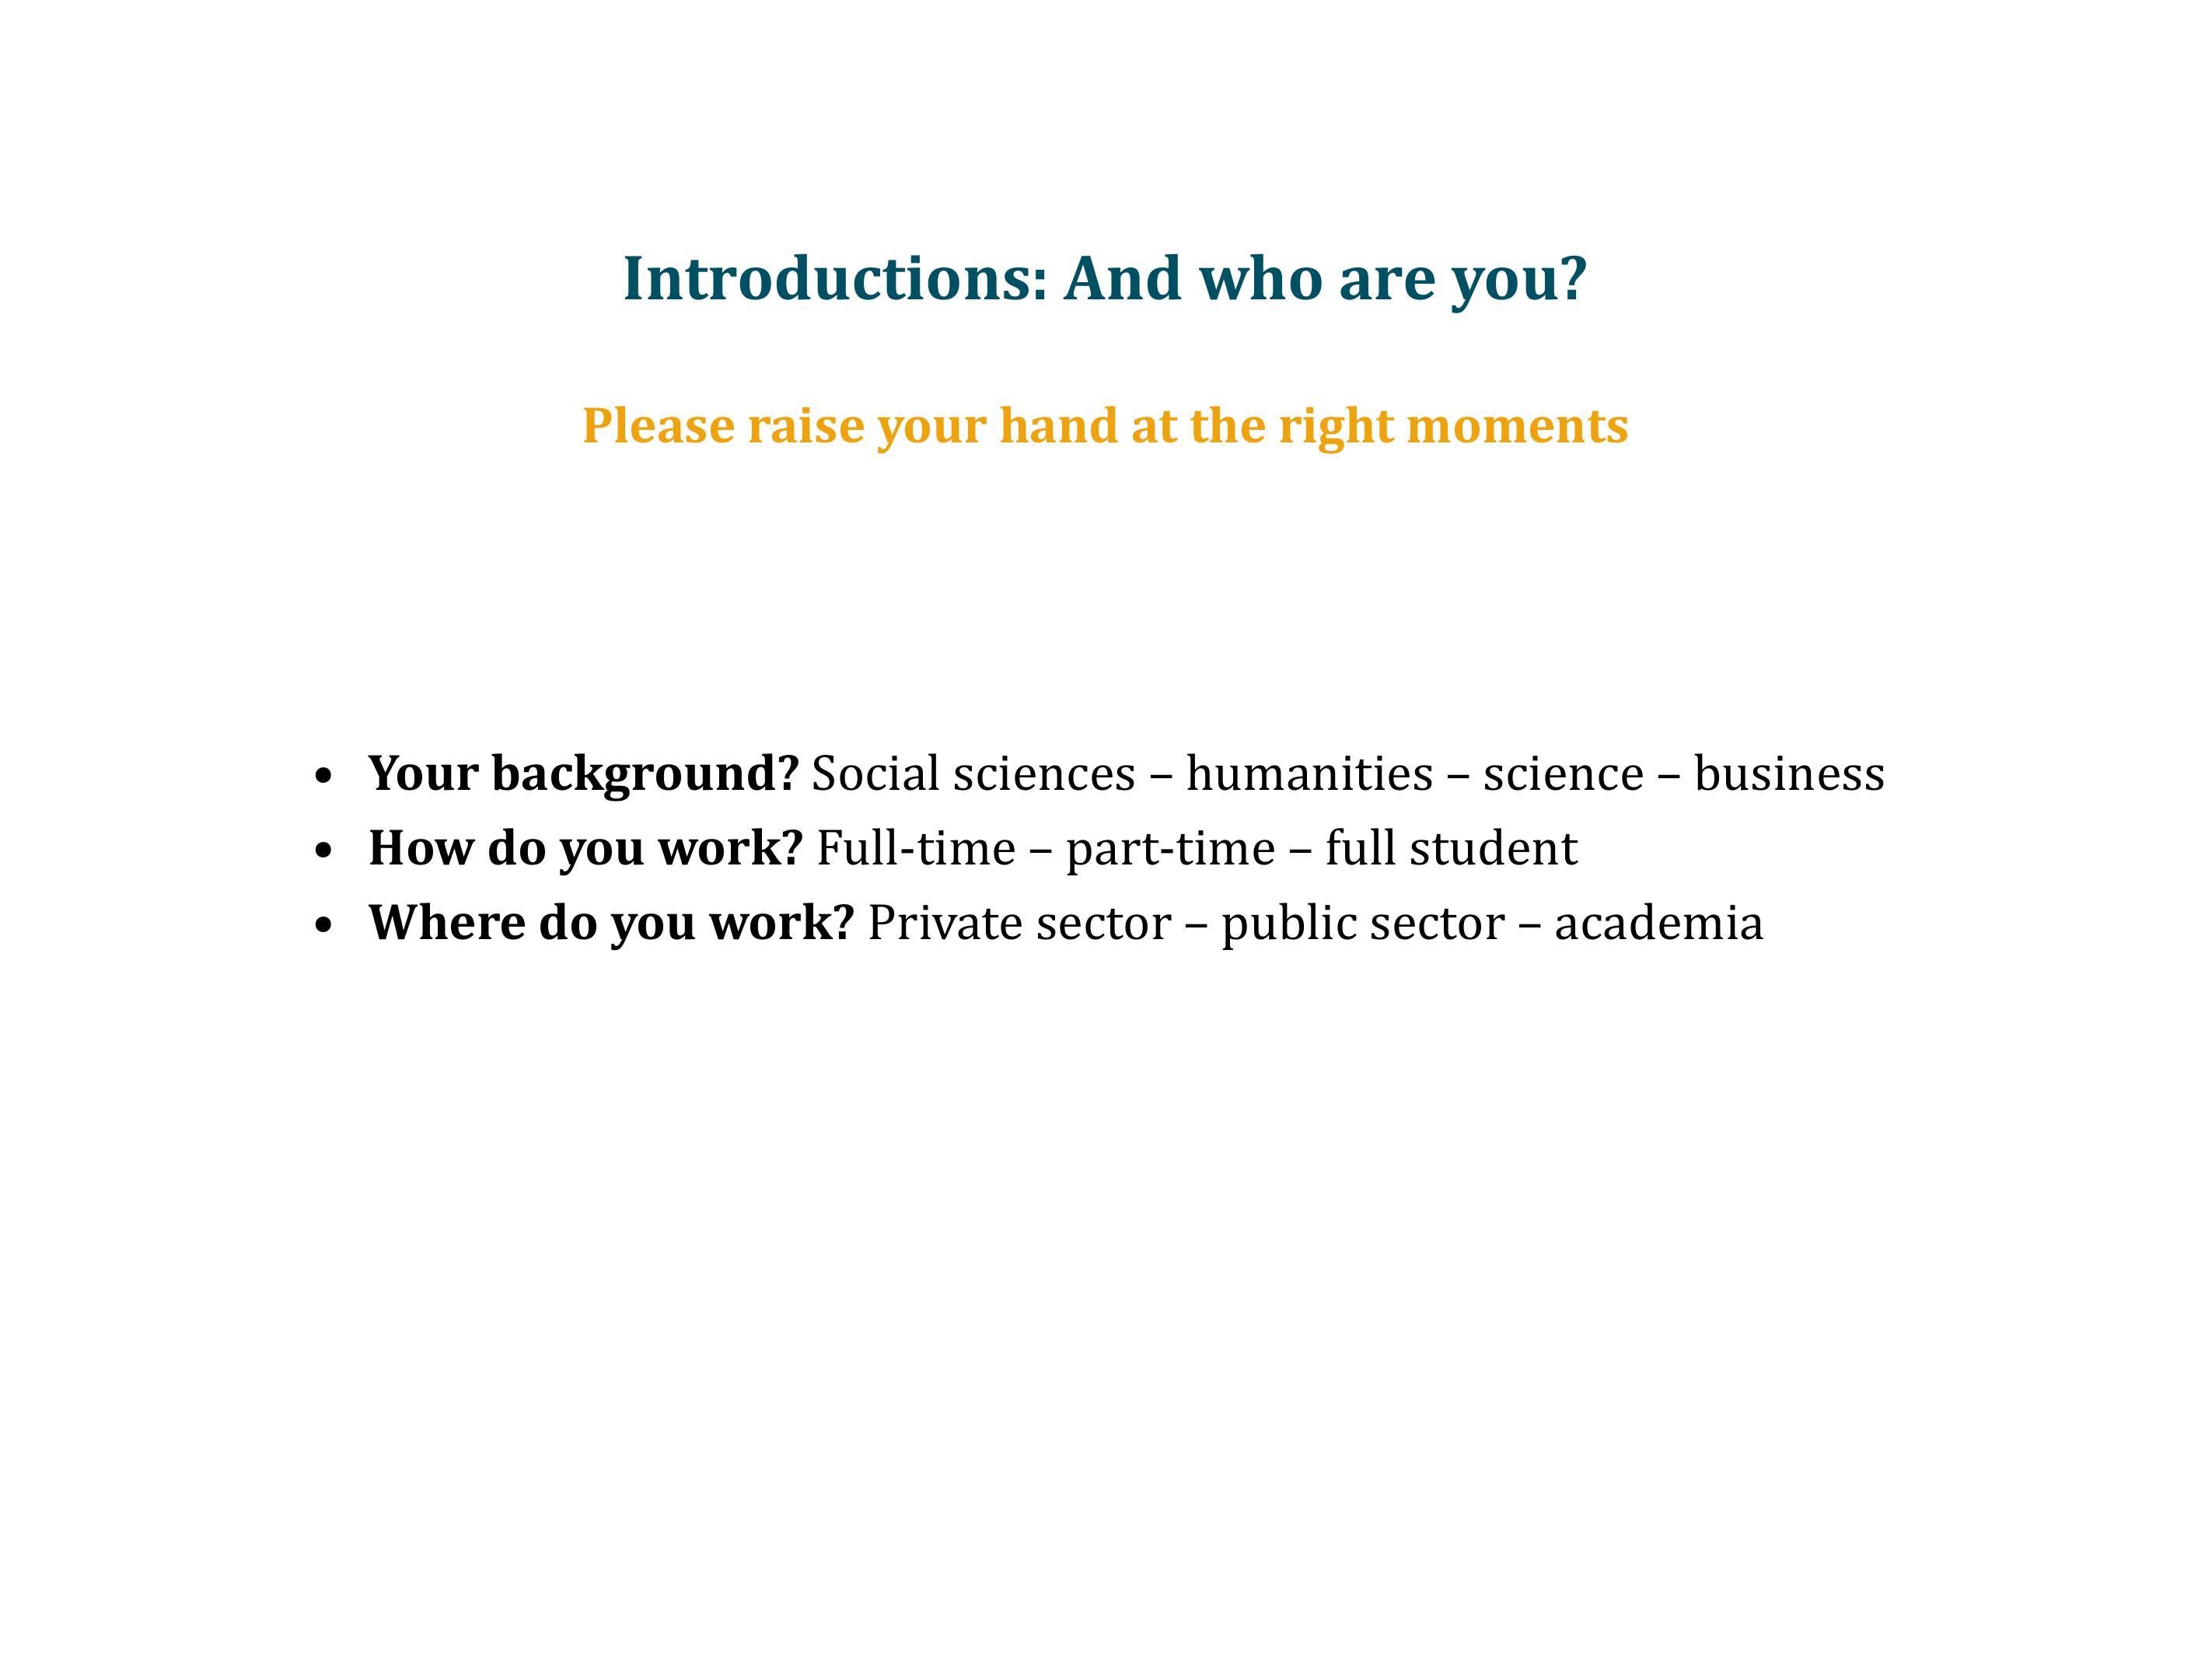 Introductions: And who are you?
Please raise your hand at the right moments
• Your background? Social sciences – humanities – science – business
• How do you work? Full-time – part-time – full student
• Where do you work? Private sector – public sector – academia